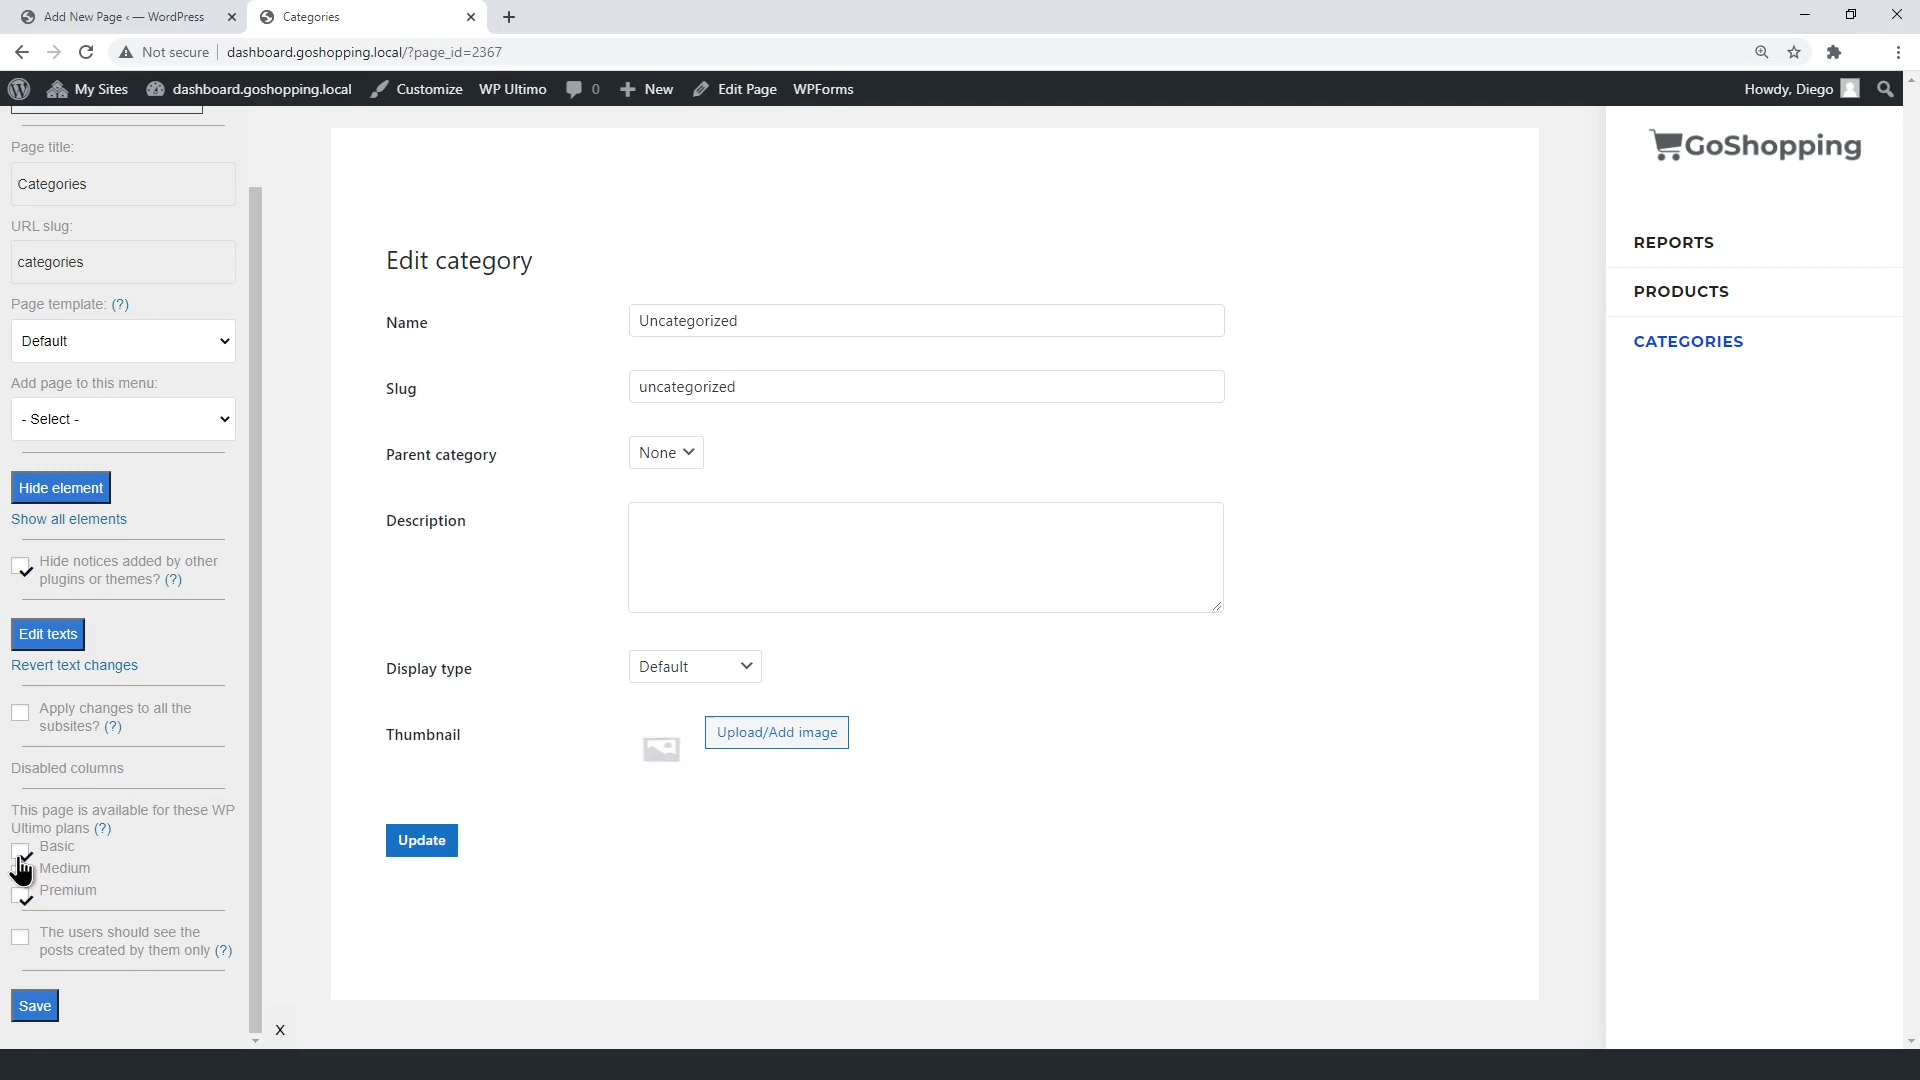 Add New Page ‹ — WordPress
Categories
Not secure
dashboard.goshopping.local/?page_id=2367
My Sites
dashboard.goshopping.local
Customize
WP Ultimo
0
New
Edit Page
WPForms
Howdy, Diego
Page title:
Categories
URL slug:
categories
Page template: (?)
Default
Add page to this menu:
- Select -
Hide element
Show all elements
Hide notices added by other
plugins or themes? (?)
Edit texts
Revert text changes
Apply changes to all the
subsites? (?)
Disabled columns
This page is available for these WP
Ultimo plans (?)
Basic
Medium
Premium
The users should see the
posts created by them only (?)
Save
X
Edit category
Name
Uncategorized
Slug
uncategorized
Parent category
None
Description
Display type
Default
Thumbnail
Upload/Add image
Update
GoShopping
REPORTS
PRODUCTS
CATEGORIES